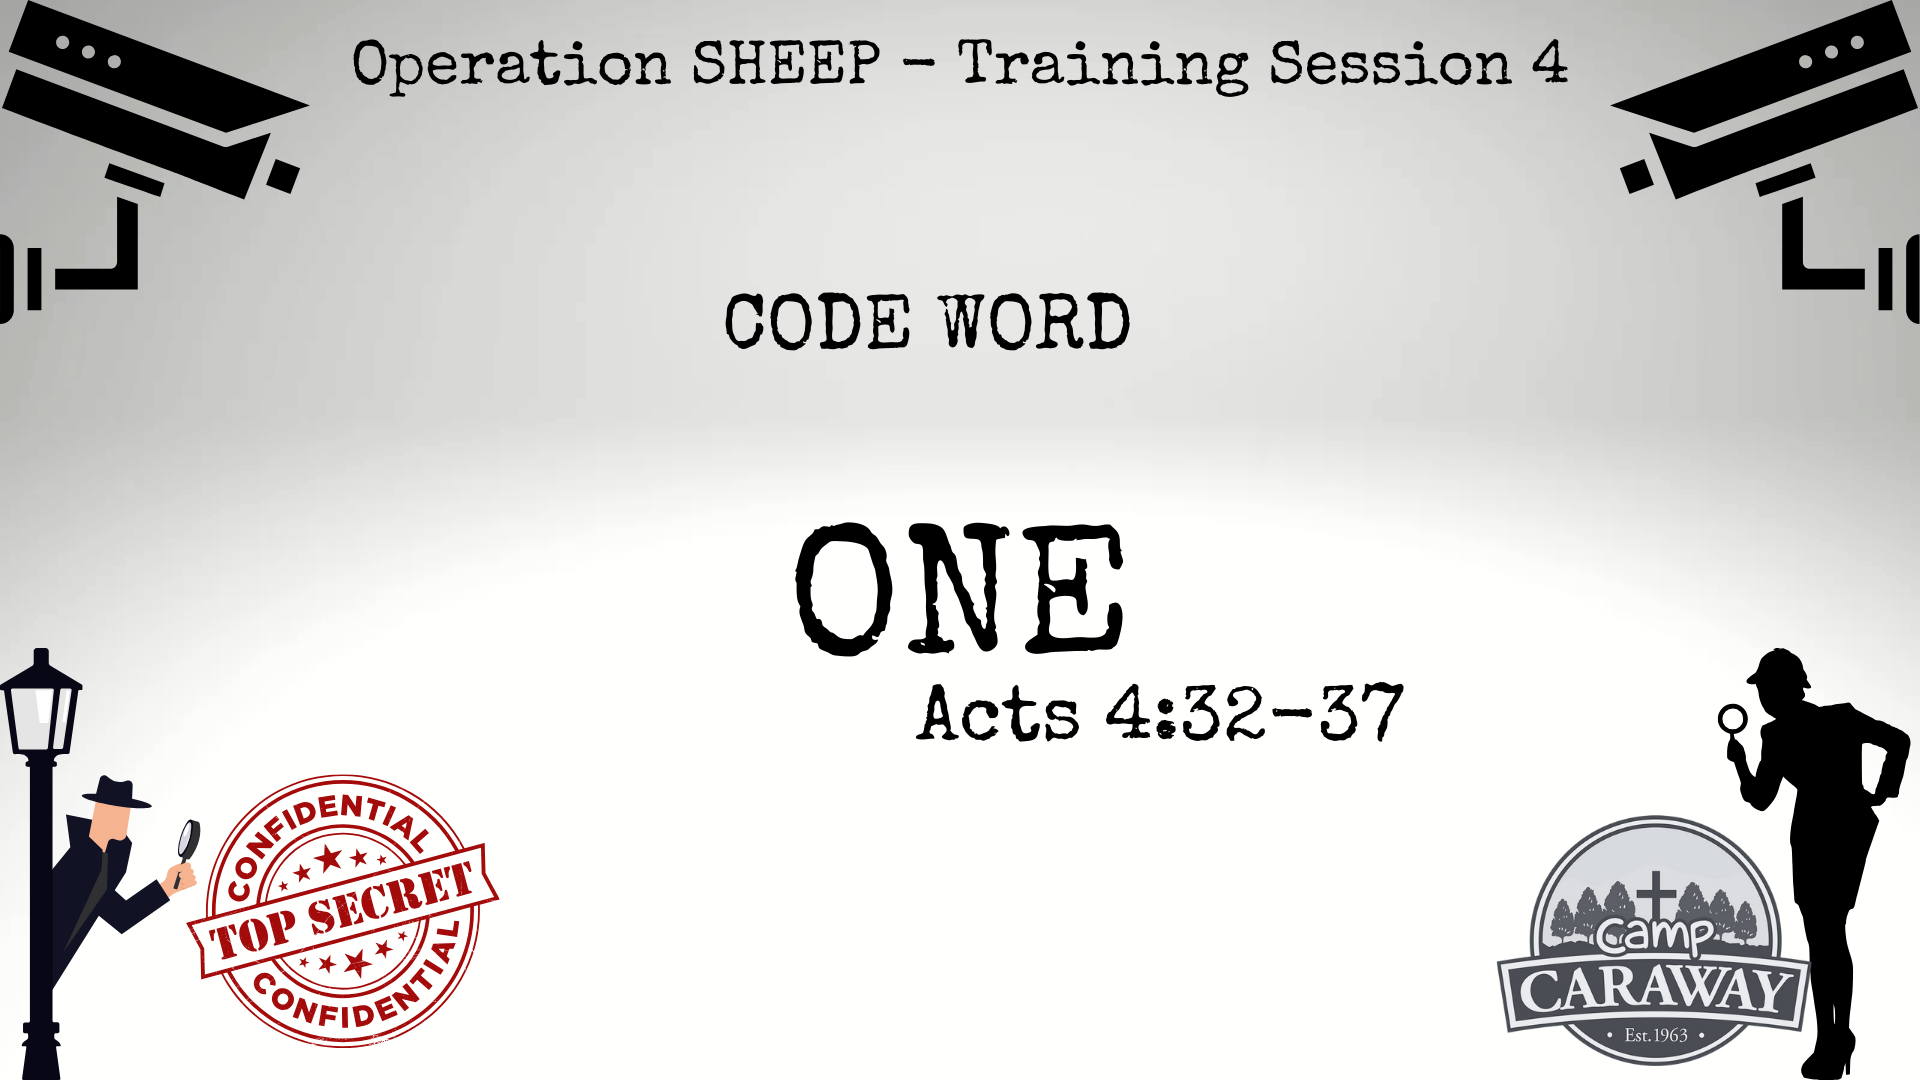 Operation SHEEP - Training Session 4
CODE WORD
ONE
Acts 4:32-37
CONFIDENTIAL
TOP SECRET
CONFIDENTIAL
camp
CARAWAY
• Est.1963 •